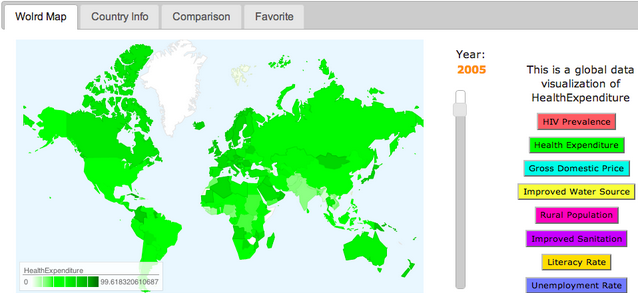 Wolrd Map
Country Info
Comparison
Favorite
Year:
2005
This is a global data
visualization of
HealthExpenditure
HIV Prevalence
Health Expenditure
Gross Domestic Price
Improved Water Source
Rural Population
Improved Sanitation
Literacy Rate
Unemployment Rate
HealthExpenditure
0 99.618320610687